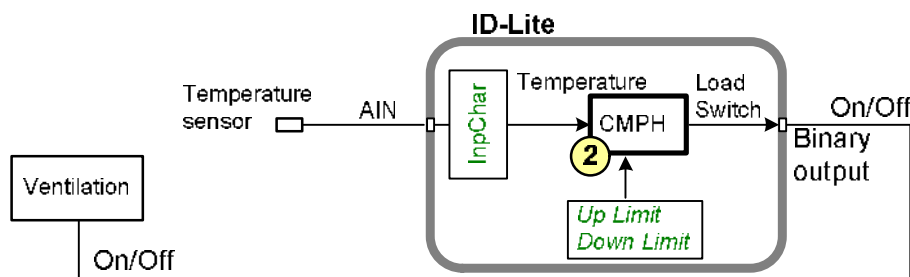 ID-Lite
Temperature
sensor
AIN
InpChar
Temperature
CMPH
2
Load
Switch
On/Off
Binary
output
Up Limit
Down Limit
Ventilation
On/Off